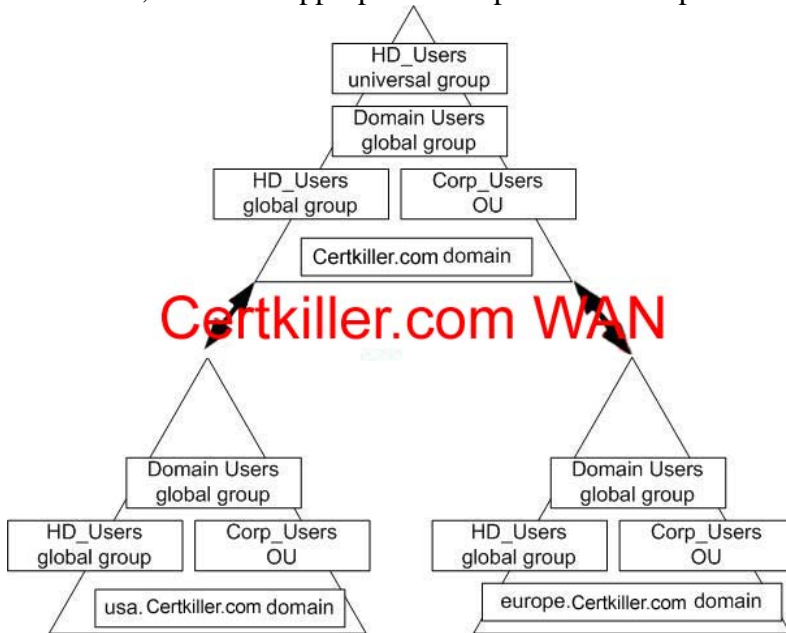 HD_Users
universal group
Domain Users
global group
HD_Users
global group
Corp_Users
OU
Certkiller.com domain
Certkiller.com WAN
Domain Users
global group
HD_Users
global group
Corp_Users
OU
usa.Certkiller.com domain
Domain Users
global group
HD_Users
global group
Corp_Users
OU
europe.Certkiller.com domain